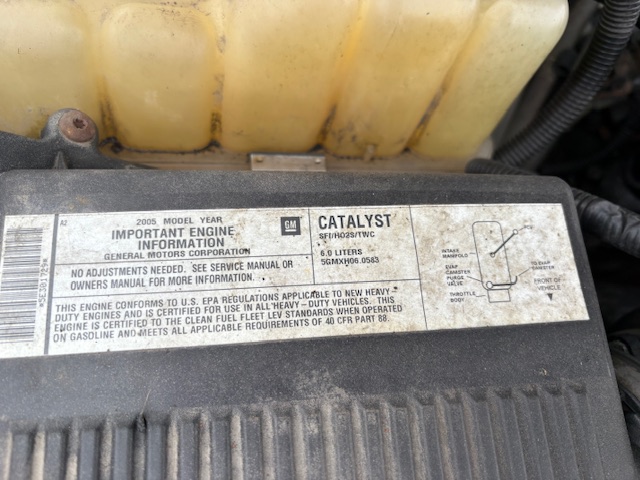 AZ
2005 MODEL YEAR
IMPORTANT ENGINE
INFORMATION
GENERAL MOTORS CORPORATION
GM
NO ADJUSTMENTS NEEDED. SEE SERVICE MANUAL OR
OWNERS MANUAL FOR MORE INFORMATION.
CATALYST
SFI/HO2S/TWC
6.0 LITERS
5GMXH06.0583
THIS ENGINE CONFORMS TO U.S. EPA REGULATIONS APPLICABLE TO NEW HEAVY
DUTY ENGINES AND IS CERTIFIED FOR USE IN ALL HEAVY-DUTY VEHICLES. THIS
ENGINE IS CERTIFIED TO THE CLEAN FUEL FLEET LEV STANDARDS WHEN OPERATED
ON GASOLINE AND MEETS ALL APPLICABLE REQUIREMENTS OF 40 CFR PART 88.
INTAKE
MANIFOLD
EVAP
CANISTER
PURGE
VALVE
THROTTLE
BODY
TO EVAP
CANISTER
FRONT OF
VEHICLE